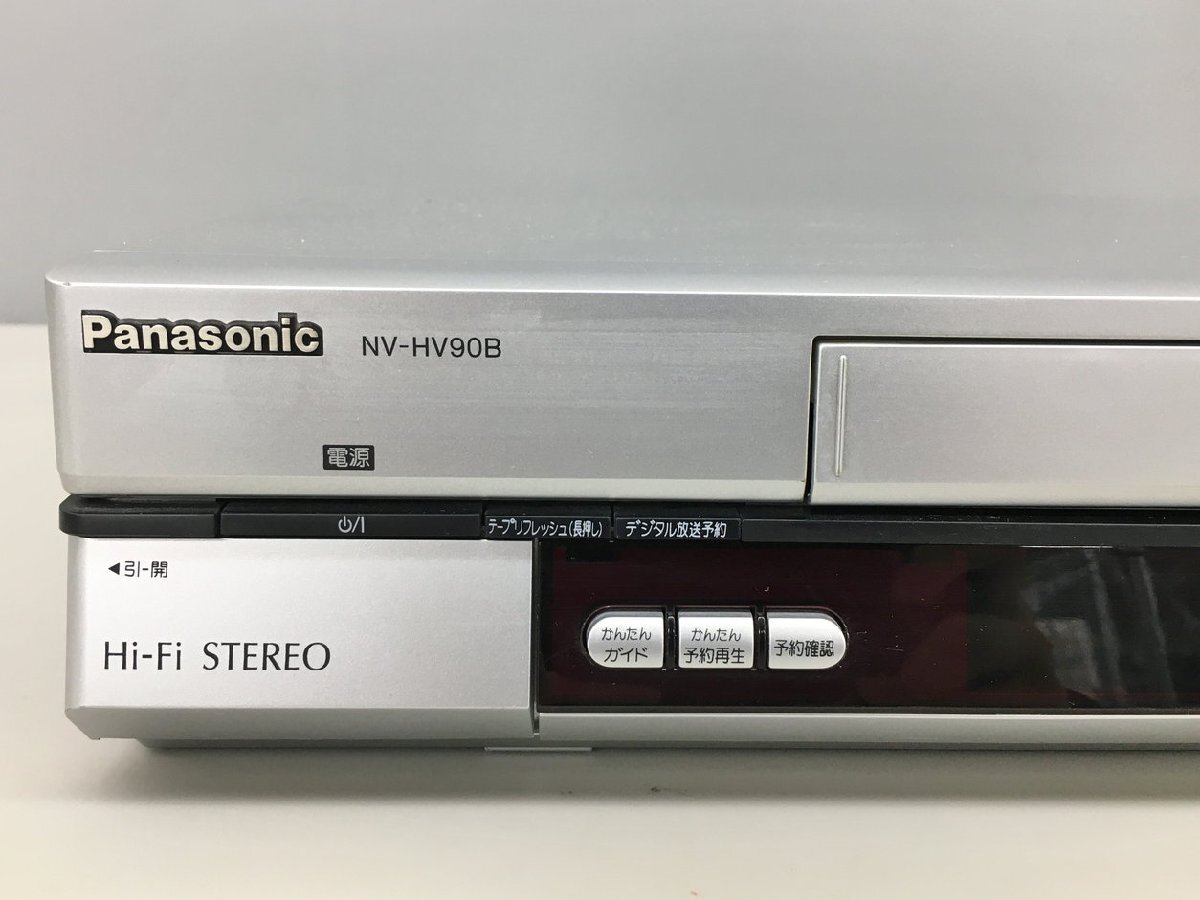 Panasonic NV-HV90B
電源
⏻/I テープリフレッシュ(長押し) デジタル放送予約
◀引-開
Hi-Fi STEREO
かんたん
ガイド
かんたん
予約再生
予約確認